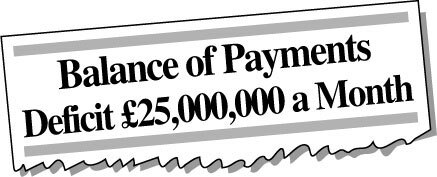 Balance of Payments
Deficit £25,000,000 a Month